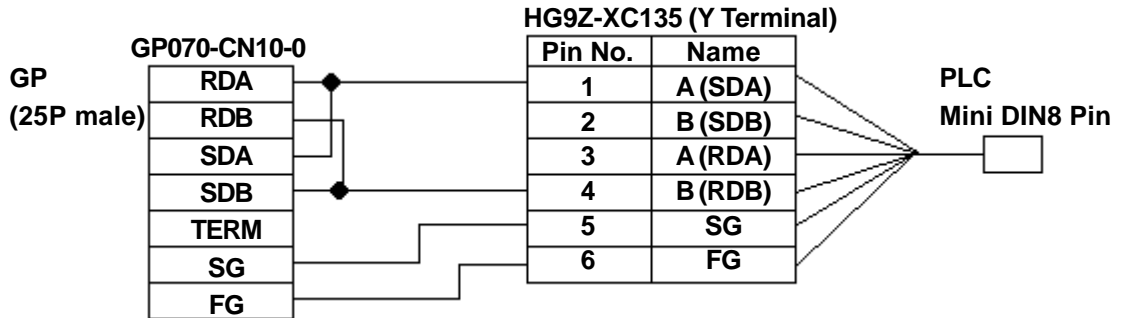 HG9Z-XC135 (Y Terminal)
GP070-CN10-0
Pin No. Name
GP
(25P male)
RDA
RDB
SDA
SDB
TERM
SG
FG
1 A (SDA)
2 B (SDB)
3 A (RDA)
4 B (RDB)
5 SG
6 FG
PLC
Mini DIN8 Pin